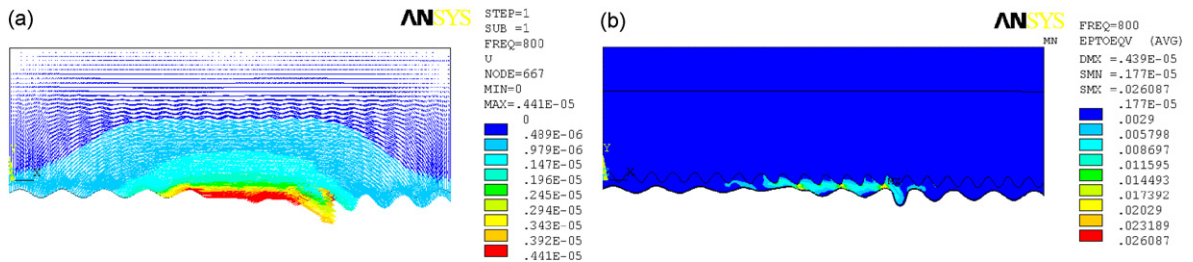 (a)
ANSYS
STEP=1
SUB =1
FREQ=800
U
NODE=667
MIN=0
MAX=.441E-05
0
.489E-06
.979E-06
.147E-05
.196E-05
.245E-05
.294E-05
.343E-05
.392E-05
.441E-05
X
(b)
ANSYS
MN
FREQ=800
EPTOEQV (AVG)
DMX =.439E-05
SMN =.177E-05
SMX =.026087
.177E-05
.0029
.005798
.008697
.011595
.014493
.017392
.02029
.023189
.026087
Y
X